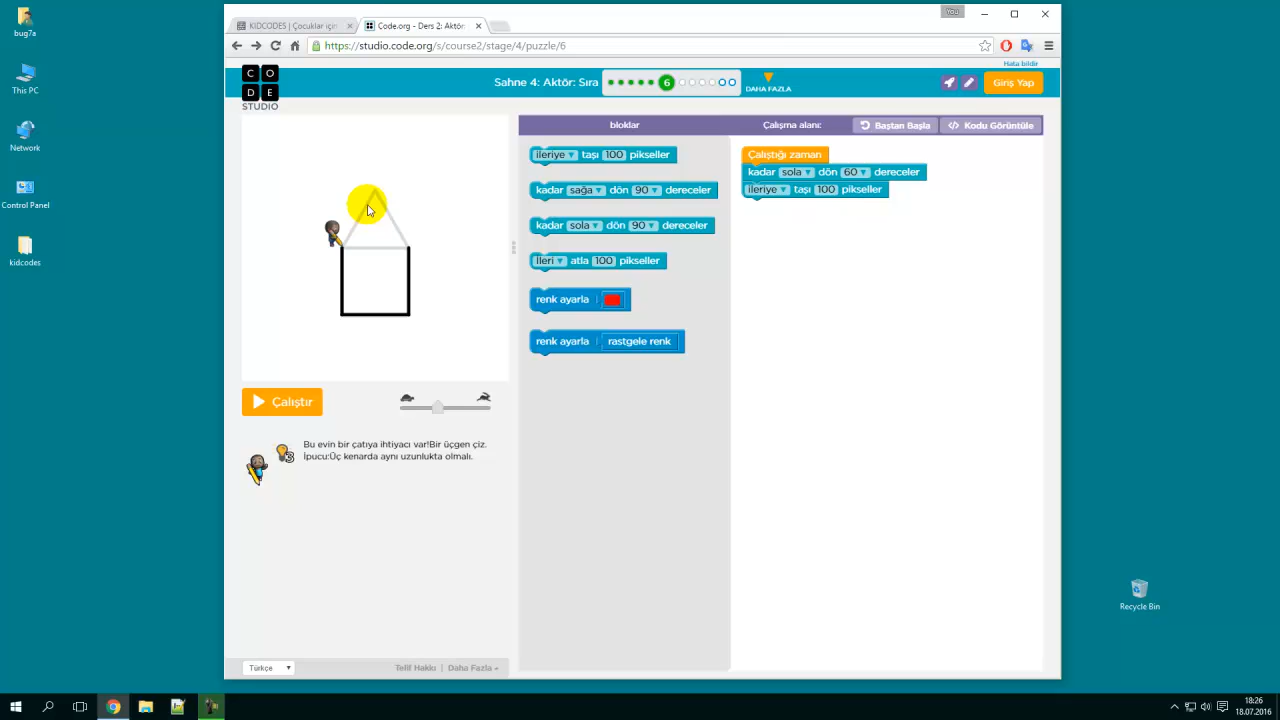 bug7a
This PC
Network
Control Panel
kidcodes
Recycle Bin
KIDCODES | Çocuklar için
Code.org - Ders 2: Aktör:
You
https://studio.code.org/s/course2/stage/4/puzzle/6
Hata bildir
C O
D E
STUDIO
Sahne 4: Aktör: Sıra
6
DAHA FAZLA
Giriş Yap
bloklar
Çalışma alanı:
Baştan Başla
Kodu Görüntüle
ileriye taşı 100 pikseller
kadar sağa dön 90 dereceler
kadar sola dön 90 dereceler
İleri atla 100 pikseller
renk ayarla
renk ayarla rastgele renk
Çalıştığı zaman
kadar sola dön 60 dereceler
ileriye taşı 100 pikseller
Çalıştır
3
Bu evin bir çatıya ihtiyacı var!Bir üçgen çiz.
İpucu:Üç kenarda aynı uzunlukta olmalı.
Türkçe
Telif Hakkı | Daha Fazla
18:26
18.07.2016